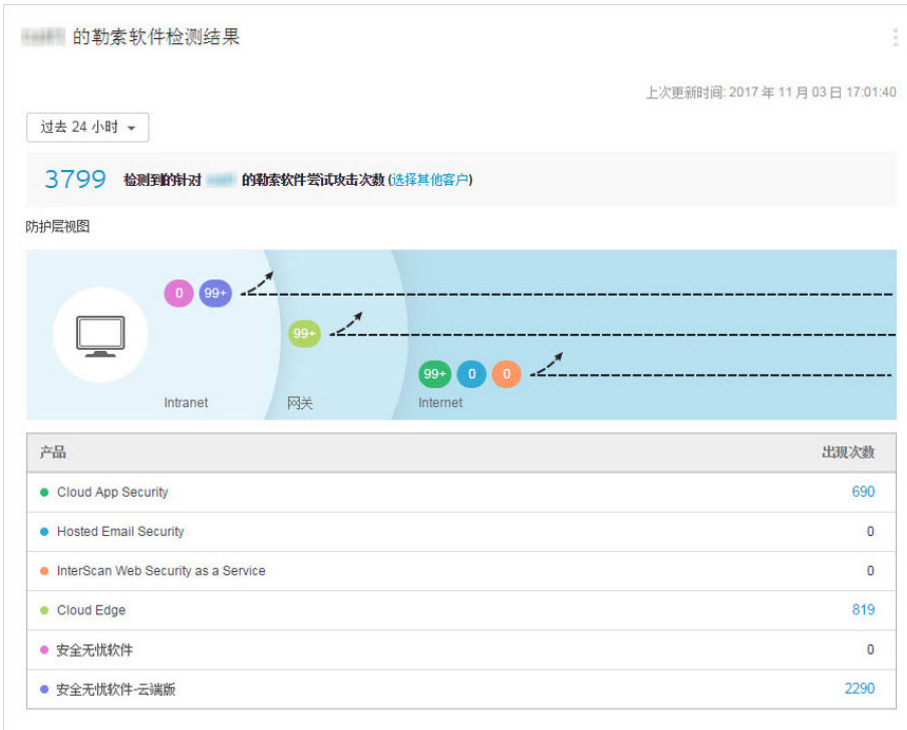 的勒索软件检测结果
上次更新时间: 2017 年 11 月 03 日 17:01:40
过去 24 小时
3799 检测到的针对 的勒索软件尝试攻击次数 (选择其他客户)
防护层视图
0 99+
99+
99+ 0 0
Intranet 网关 Internet
产品 出现次数
Cloud App Security 690
Hosted Email Security 0
InterScan Web Security as a Service 0
Cloud Edge 819
安全无忧软件 0
安全无忧软件-云端版 2290